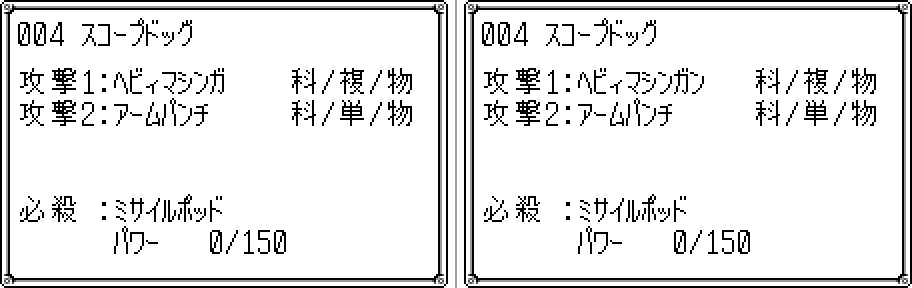 004 ｽｺｰﾌﾟﾄﾞｯｸﾞ
攻撃1:ﾍﾋﾞｨﾏｼﾝｶﾞ 科/複/物
攻撃2:ｱｰﾑﾊﾟﾝﾁ 科/単/物
必殺 :ﾐｻｲﾙﾎﾟｯﾄﾞ
ﾊﾟﾜｰ 0/150
004 ｽｺｰﾌﾟﾄﾞｯｸﾞ
攻撃1:ﾍﾋﾞｨﾏｼﾝｶﾞﾝ 科/複/物
攻撃2:ｱｰﾑﾊﾟﾝﾁ 科/単/物
必殺 :ﾐｻｲﾙﾎﾟｯﾄﾞ
ﾊﾟﾜｰ 0/150